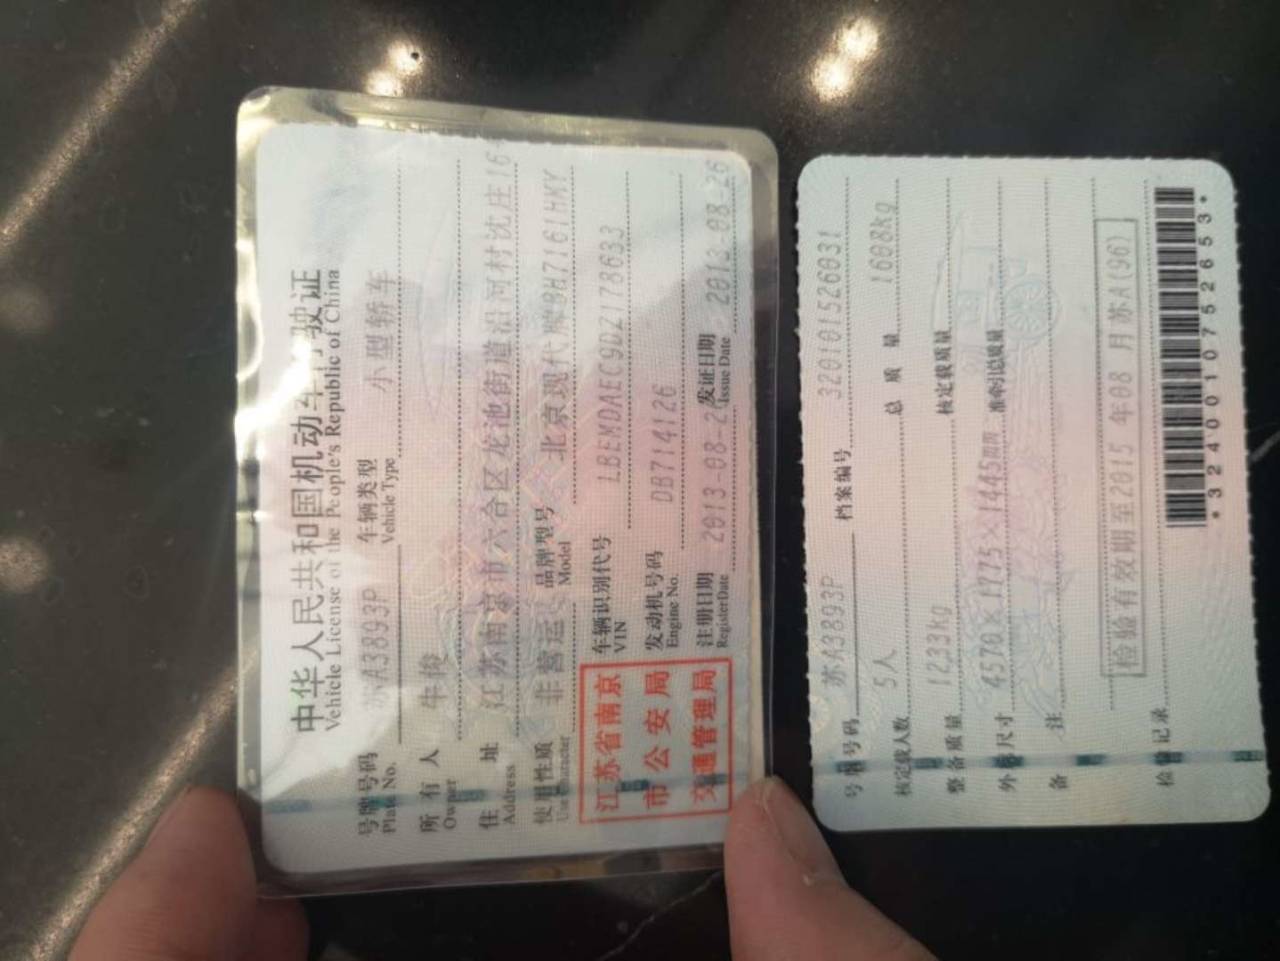 中华人民共和国机动车行驶证
Vehicle License of the People's Republic of China
号牌号码 苏A3893P 车辆类型 小型轿车
Plate No. Vehicle Type
所有人 牛俊
Owner
住址 江苏南京市六合区龙池街道沿河村沈庄16
Address
使用性质 非营运 品牌型号 北京现代牌BH7161HMY
Use Character Model
江苏省南京
市公安局
交通管理局
车辆识别代号 LBEMDAEC9DZ178633
VIN
发动机号码 DB714126
Engine No.
注册日期 2013-08-26 发证日期 2013-08-26
Register Date Issue Date
号牌号码 苏A3893P 档案编号 320101526031
核定载人数 5人 总质量 1608kg
整备质量 1233kg 核定载质量
外廓尺寸 4570×1775×1445mm 准牵引总质量
备注
检验有效期至2015年08月苏A(96)
检验记录
*3240010752653*